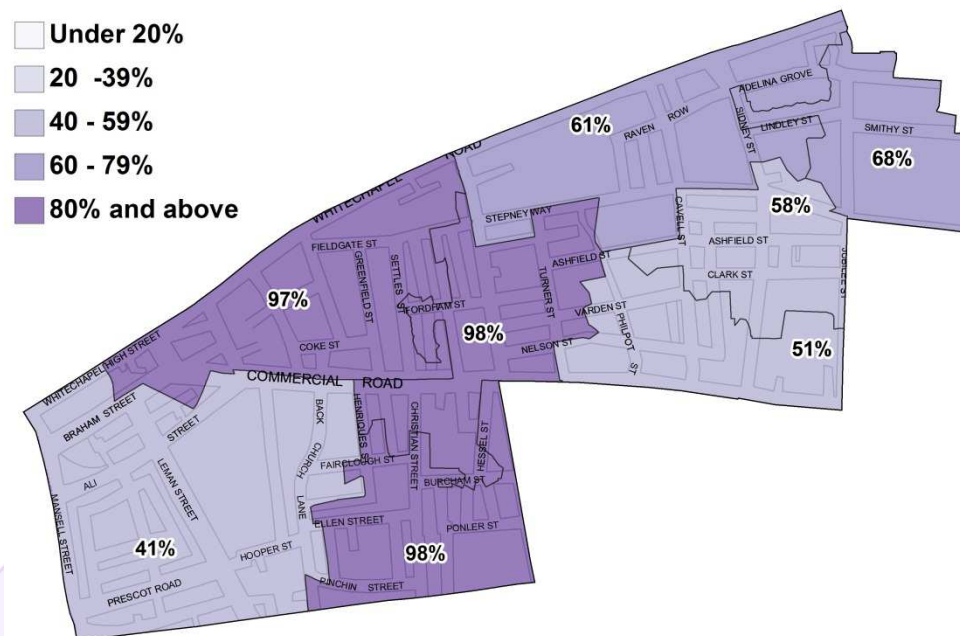 Under 20%
20 -39%
40 - 59%
60 - 79%
80% and above
ADELINA GROVE
LINDLEY ST
SMITHY ST
SIDNEY ST
61%
RAVEN ROW
68%
WHITECHAPEL ROAD
58%
STEPNEY WAY
CAVELL ST
FIELDGATE ST
ASHFIELD ST
ASHFIELD ST
JUBILEE ST
GREENFIELD ST
SETTLES ST
CLARK ST
TURNER ST
97%
FORDHAM ST
VARDEN ST
PHILPOT ST
98%
COKE ST
NELSON ST
51%
WHITECHAPEL HIGH STREET
COMMERCIAL ROAD
BRAHAM STREET
BACK CHURCH LANE
HENRIQUES ST
CHRISTIAN STREET
HESSEL ST
ALI STREET
LEMAN STREET
FAIRCLOUGH ST
BURCHAM ST
MANSELL STREET
ELLEN STREET
PONLER ST
41%
HOOPER ST
98%
PRESCOT ROAD
PINCHIN STREET